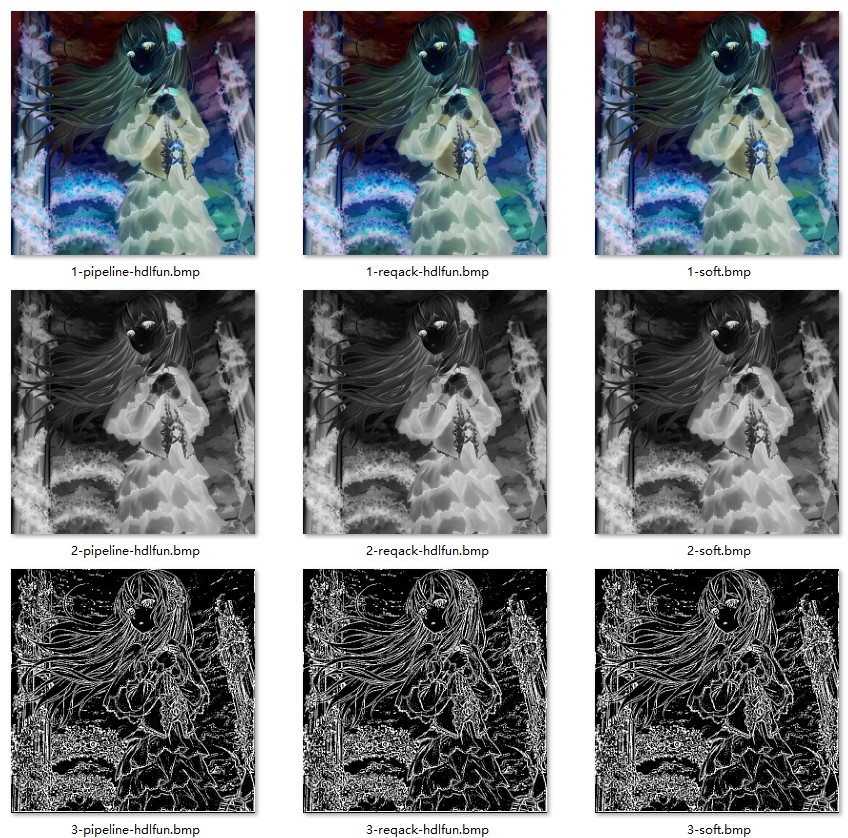 1-pipeline-hdlfun.bmp
1-reqack-hdlfun.bmp
1-soft.bmp
2-pipeline-hdlfun.bmp
2-reqack-hdlfun.bmp
2-soft.bmp
3-pipeline-hdlfun.bmp
3-reqack-hdlfun.bmp
3-soft.bmp